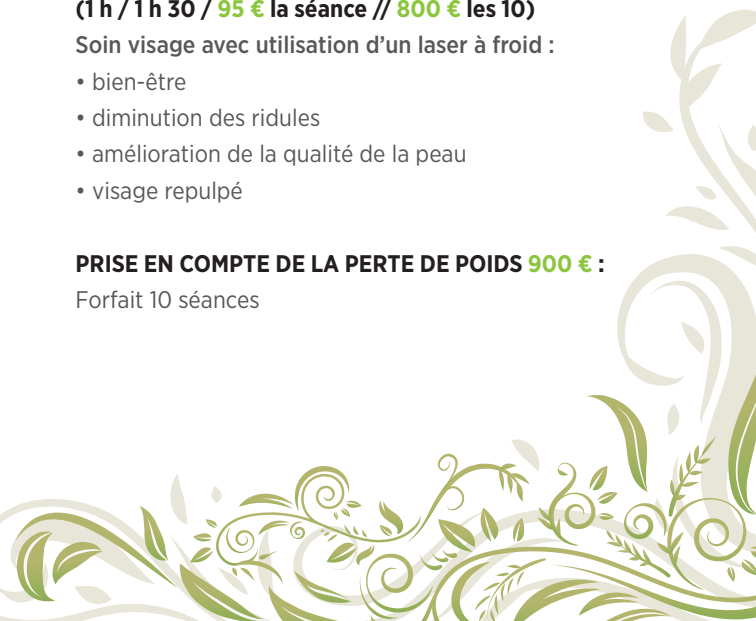 (1 h / 1 h 30 / 95 € la séance // 800 € les 10)
Soin visage avec utilisation d’un laser à froid :
• bien-être
• diminution des ridules
• amélioration de la qualité de la peau
• visage repulpé
PRISE EN COMPTE DE LA PERTE DE POIDS 900 € :
Forfait 10 séances